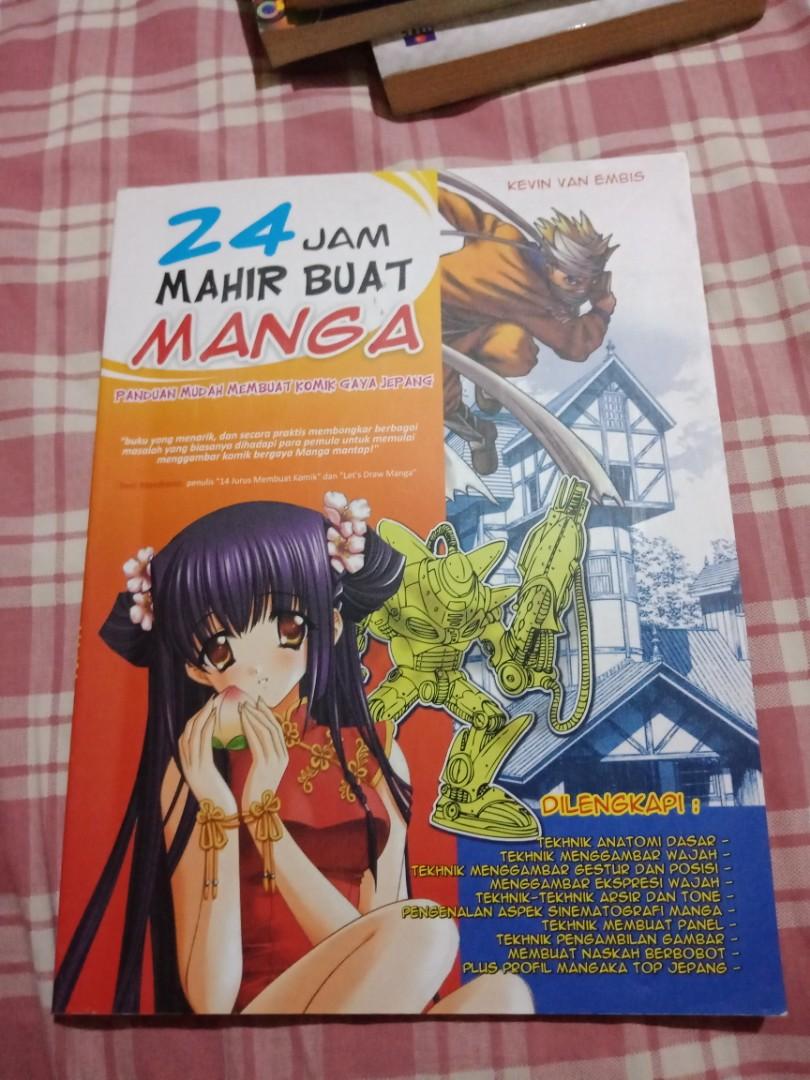 KEVIN VAN EMBIS
24 JAM
MAHIR BUAT
MANGA
PANDUAN MUDAH MEMBUAT KOMIK GAYA JEPANG
"buku yang menarik, dan secara praktis membongkar berbagai
masalah yang biasanya dihadapi para pemula untuk memulai
menggambar komik bergaya Manga mantap!"
penulis "14 Jurus Membuat Komik" dan "Let's Draw Manga"
DILENGKAPI :
TEKHNIK ANATOMI DASAR -
TEKHNIK MENGGAMBAR WAJAH -
TEKHNIK MENGGAMBAR GESTUR DAN POSISI -
MENGGAMBAR EKSPRESI WAJAH -
TEKHNIK-TEKHNIK ARSIR DAN TONE -
PENGENALAN ASPEK SINEMATOGRAFI MANGA -
TEKHNIK MEMBUAT PANEL -
TEKHNIK PENGAMBILAN GAMBAR -
MEMBUAT NASKAH BERBOBOT -
PLUS PROFIL MANGAKA TOP JEPANG -